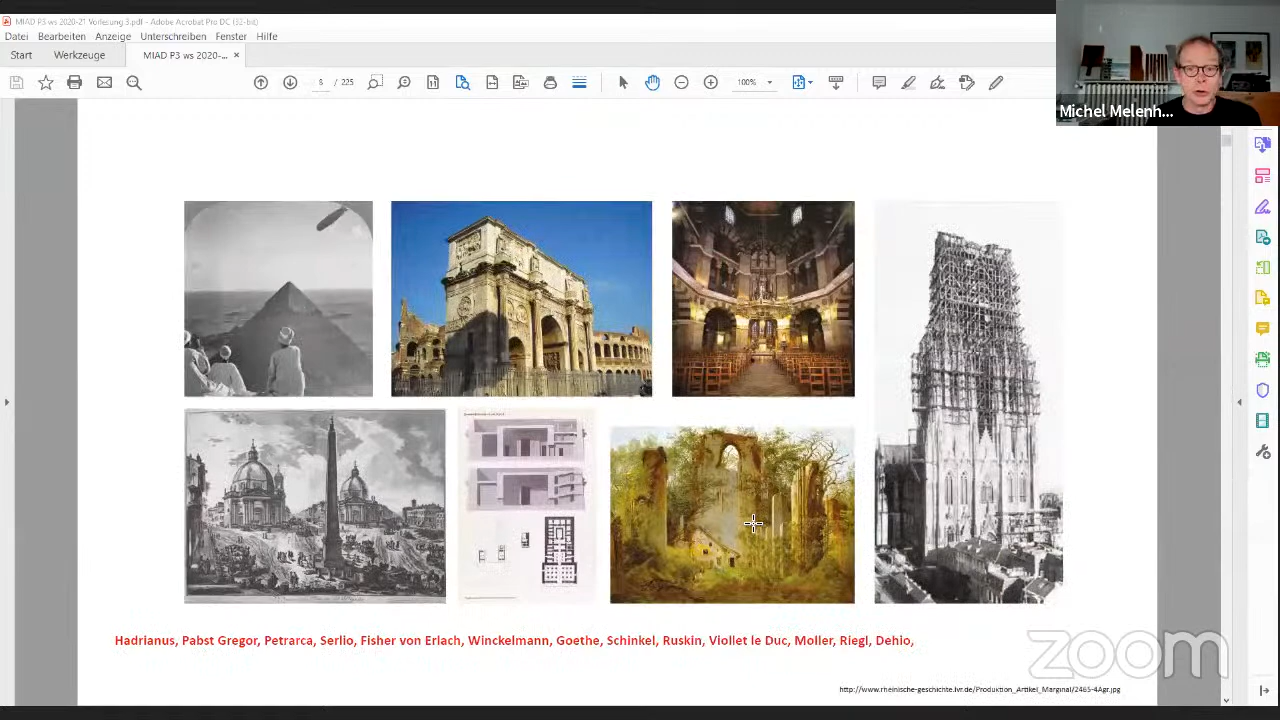 MIAD P3 ws 2020-21 Vorlesung 3.pdf - Adobe Acrobat Pro DC (32-bit)
Datei Bearbeiten Anzeige Unterschreiben Fenster Hilfe
Start Werkzeuge MIAD P3 ws 2020-... ×
8 / 225 100%
Michel Melenh...
Hadrianus, Pabst Gregor, Petrarca, Serlio, Fisher von Erlach, Winckelmann, Goethe, Schinkel, Ruskin, Viollet le Duc, Moller, Riegl, Dehio,
zoom
http://www.rheinische-geschichte.lvr.de/Produktion_Artikel_Marginal/2465-4Agr.jpg